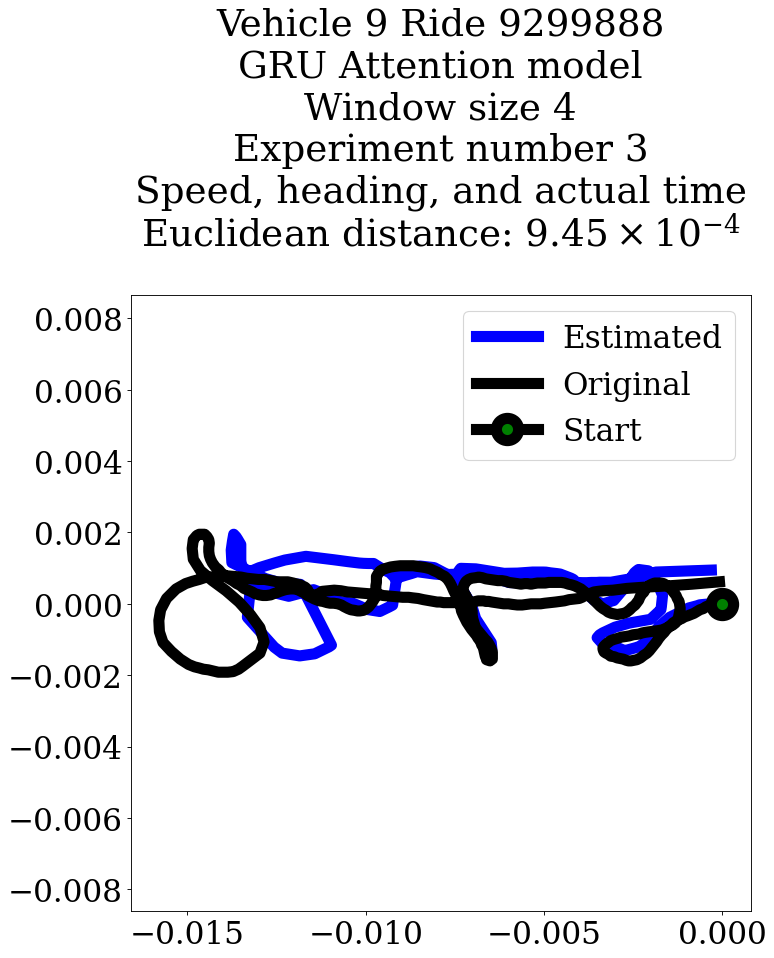 Vehicle 9 Ride 9299888
GRU Attention model
Window size 4
Experiment number 3
Speed, heading, and actual time
Euclidean distance: 9.45 × 10⁻⁴
Estimated
Original
Start
0.008
0.006
0.004
0.002
0.000
−0.002
−0.004
−0.006
−0.008
−0.015 −0.010 −0.005 0.000